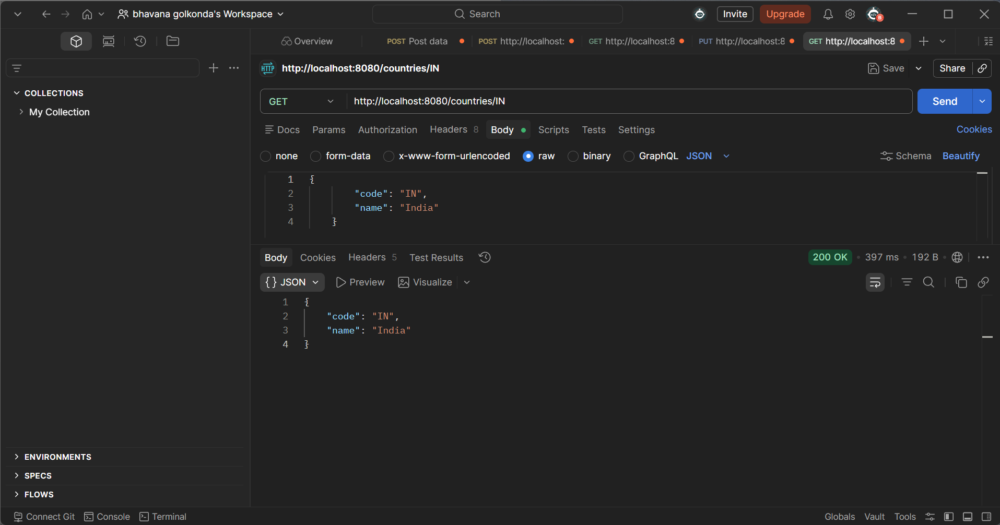 bhavana golkonda's Workspace
Search
Invite
Upgrade
B
Overview
POST Post data
POST http://localhost:
GET http://localhost:8
PUT http://localhost:8
GET http://localhost:8
HTTP http://localhost:8080/countries/IN
Save
Share
COLLECTIONS
My Collection
GET http://localhost:8080/countries/IN
Send
Docs Params Authorization Headers 8 Body Scripts Tests Settings
Cookies
none form-data x-www-form-urlencoded raw binary GraphQL JSON
Schema Beautify
1 {
2 "code": "IN",
3 "name": "India"
4 }
Body Cookies Headers 5 Test Results
200 OK • 397 ms • 192 B
{} JSON Preview Visualize
1 {
2 "code": "IN",
3 "name": "India"
4 }
ENVIRONMENTS
SPECS
FLOWS
Connect Git Console Terminal
Globals Vault Tools